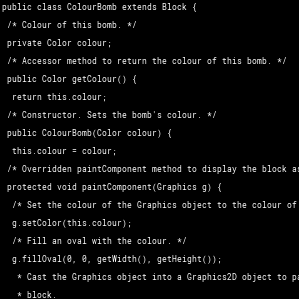 public class ColourBomb extends Block {
/* Colour of this bomb. */
private Color colour;
/* Accessor method to return the colour of this bomb. */
public Color getColour() {
return this.colour;
/* Constructor. Sets the bomb's colour. */
public ColourBomb(Color colour) {
this.colour = colour;
/* Overridden paintComponent method to display the block as
protected void paintComponent(Graphics g) {
/* Set the colour of the Graphics object to the colour of
g.setColor(this.colour);
/* Fill an oval with the colour. */
g.fillOval(0, 0, getWidth(), getHeight());
* Cast the Graphics object into a Graphics2D object to pa
* block.